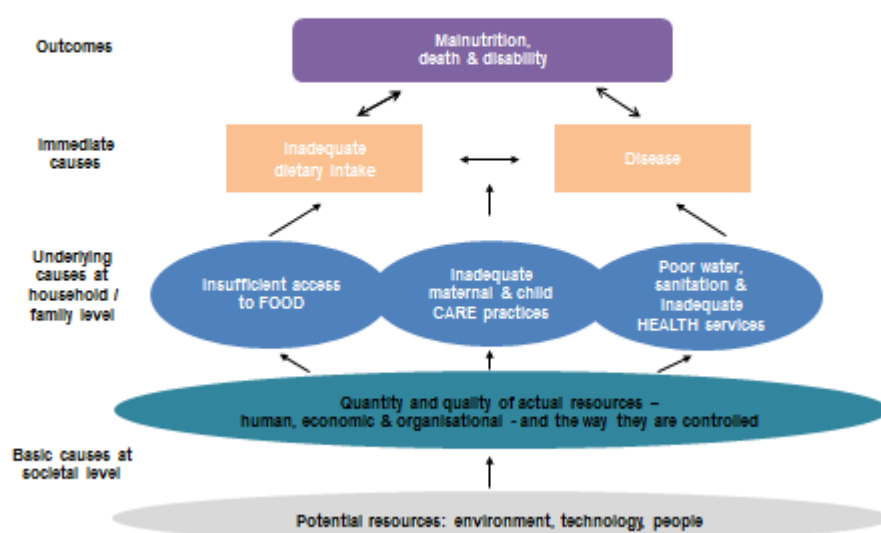 Outcomes
Malnutrition,
death & disability
Immediate
causes
Inadequate
dietary intake
Disease
Underlying
causes at
household /
family level
Insufficient access
to FOOD
Inadequate
maternal & child
CARE practices
Poor water,
sanitation &
inadequate
HEALTH services
Quantity and quality of actual resources –
human, economic & organisational - and the way they are controlled
Basic causes at
societal level
Potential resources: environment, technology, people